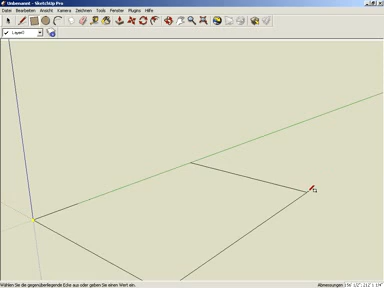 Unbenannt - SketchUp Pro
Datei Bearbeiten Ansicht Kamera Zeichnen Tools Fenster Plugins Hilfe
Layer0
Wählen Sie die gegenüberliegende Ecke aus oder geben Sie einen Wert ein.
Abmessungen